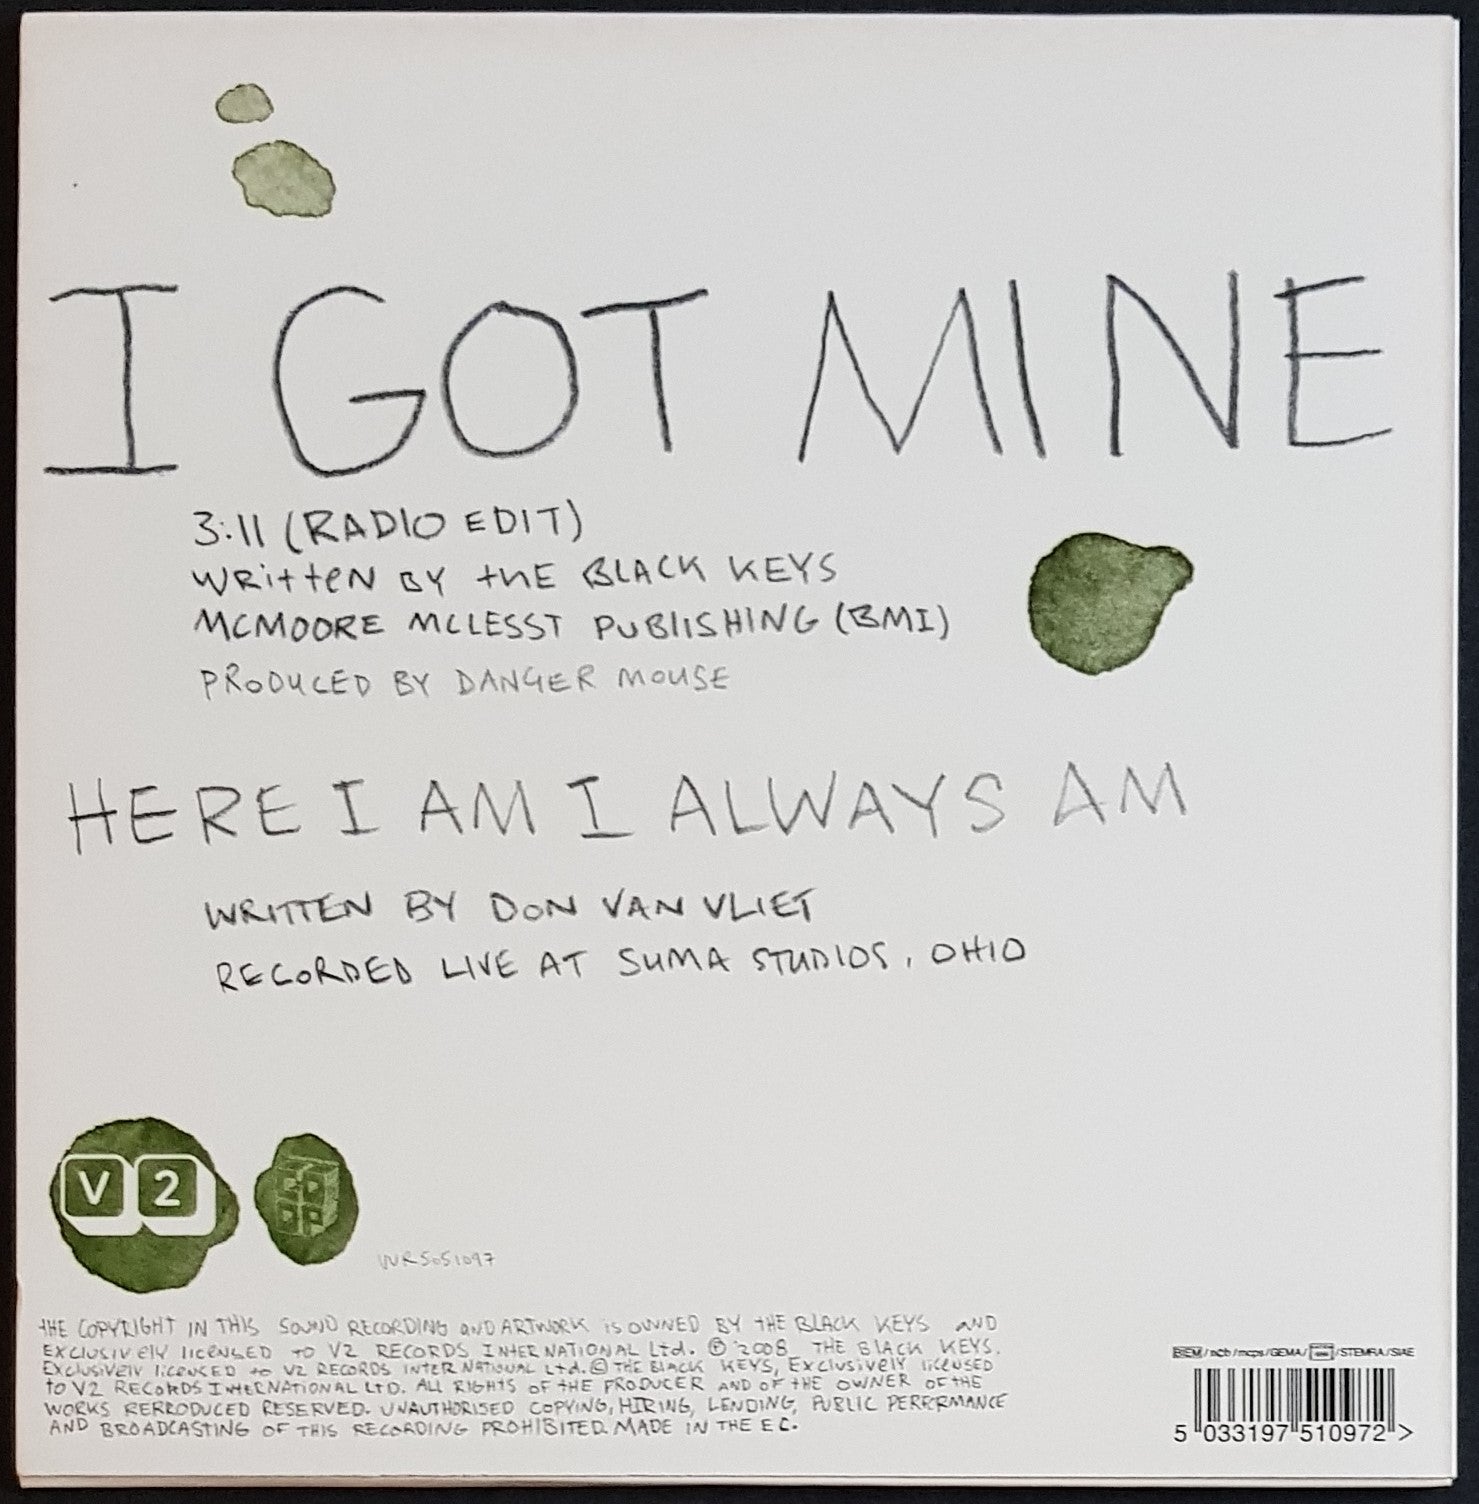 I GOT MINE
3:11 (RADIO EDIT)
WRitteN BY tHE BLACK KEYS
MCMOORE MCLESST PUBLISHING (BMI)
PRODUCED BY DANGER MOUSE
HERE I AM I ALWAYS AM
WRITTEN BY DON VAN VLIET
RECORDED LIVE AT SUMA STUDIOS, OHIO
V2
WR5051097
tHE COPYRIGHT IN THIS SOUND RECORDING aND ARTWORK iS OWNED BY tHE BLACK KEYS AND
EXCLUSIVElY lICENSED tO V2 RECORDS INtERNATIONAL Ltd. ℗ 2008 THE BLACK KEYS.
EXCLUSIVElY lICENCED to V2 RECORDS INTERNATIONAL Ltd. © THE BLACK KEYS, EXCLUSIVELY lICENSED
tO V2 RECORDS INtERNATIONAL LTD. ALL RIGHTS OF tHE PRODUCER AND OF tHE OWNER OF tHE
WORKS REPRODUCED RESERVED. UNAUTHORISED COPYING, HIRING, LENDING, PUBLIC PERFRMANCE
AND BROADCASTING OF THIS RECORDING PROHIBITED. MADE IN THE EC.
BIEM/ncb/mcps/GEMA/ /STEMRA/SIAE
5 033197 510972 >